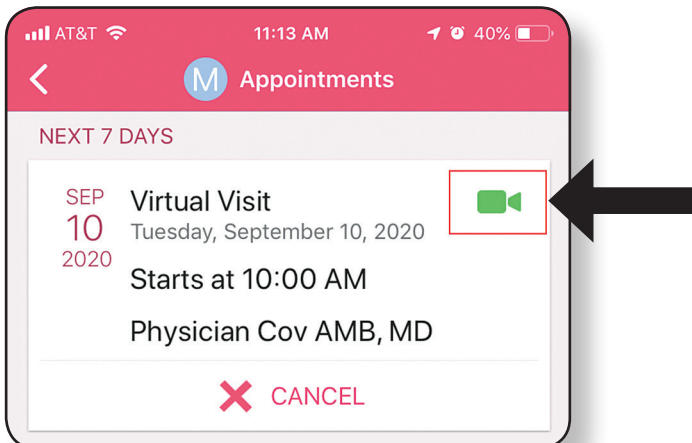 AT&T 11:13 AM 40%
M Appointments
NEXT 7 DAYS
SEP
10
2020
Virtual Visit
Tuesday, September 10, 2020
Starts at 10:00 AM
Physician Cov AMB, MD
CANCEL